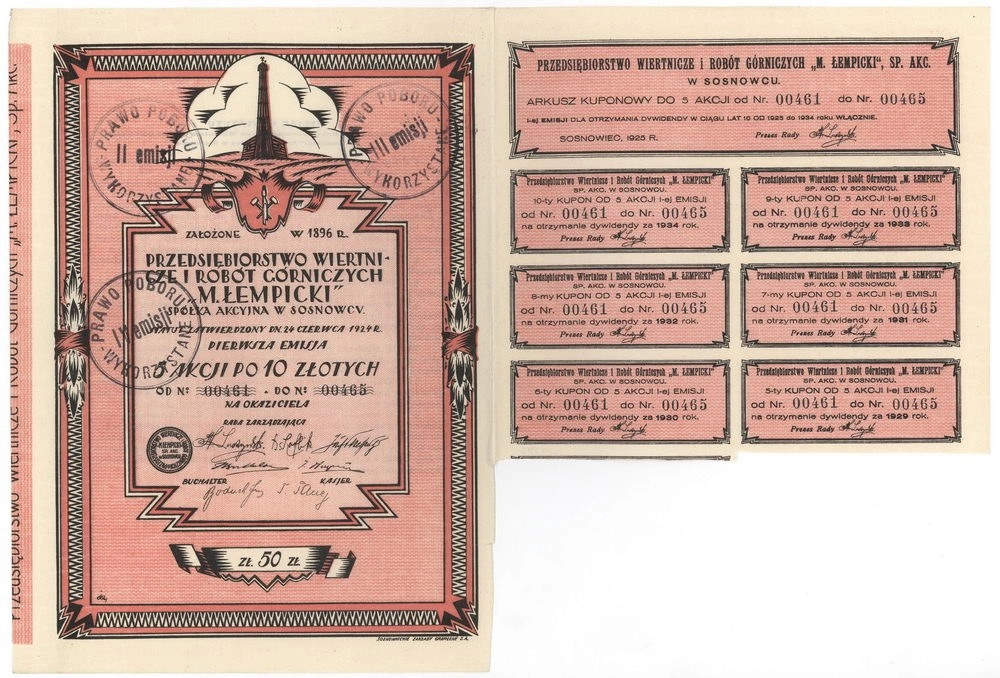 PRAWO POBORU
II emisji
WYKORZYSTANE
PRAWO POBORU
III emisji
WYKORZYSTANE
ZAŁOŻONE W 1896 R.
PRZEDSIĘBIORSTWO WIERTNI-
CZE I ROBÓT GÓRNICZYCH
"M. ŁEMPICKI"
SPÓŁKA AKCYJNA W SOSNOWCU.
PRAWO POBORU
emisji
WYKORZYSTANE
STATUT ZATWIERDZONY DN. 24 CZERWCA 1924 R.
PIERWSZA EMISJA
5 AKCJI PO 10 ZŁOTYCH
OD № 00461 . DO №: 00465
NA OKAZICIELA
RADA ZARZĄDZAJĄCA
BUCHALTER KASJER
ZŁ. 50 ZŁ.
SOSNOWIECKIE ZAKŁADY GRAFICZNE S.A.
PRZEDSIĘBIORSTWO WIERTNICZE I ROBÓT GÓRNICZYCH „M. ŁEMPICKI", SP. AKC.
W SOSNOWCU.
ARKUSZ KUPONOWY DO 5 AKCJI od Nr. 00461 do Nr. 00465
I-ej EMISJI DLA OTRZYMANIA DYWIDENDY W CIĄGU LAT 10 OD 1925 DO 1934 ROKU WŁĄCZNIE.
SOSNOWIEC, 1925 R. Prezes Rady
Przedsiębiorstwo Wiertnicze i Robót Górniczych „M. ŁEMPICKI"
SP. AKC. W SOSNOWCU.
10-ty KUPON OD 5 AKCJI I-ej EMISJI
od Nr. 00461 do Nr. 00465
na otrzymanie dywidendy za 1934 rok.
Prezes Rady
Przedsiębiorstwo Wiertnicze i Robót Górniczych „M. ŁEMPICKI"
SP. AKC. W SOSNOWCU.
9-ty KUPON OD 5 AKCJI I-ej EMISJI
od Nr. 00461 do Nr. 00465
na otrzymanie dywidendy za 1933 rok.
Prezes Rady
Przedsiębiorstwo Wiertnicze i Robót Górniczych „M. ŁEMPICKI"
SP. AKC. W SOSNOWCU.
8-my KUPON OD 5 AKCJI I-ej EMISJI
od Nr. 00461 do Nr. 00465
na otrzymanie dywidendy za 1932 rok.
Prezes Rady
Przedsiębiorstwo Wiertnicze i Robót Górniczych „M. ŁEMPICKI"
SP. AKC. W SOSNOWCU.
7-my KUPON OD 5 AKCJI I-ej EMISJI
od Nr. 00461 do Nr. 00465
na otrzymanie dywidendy za 1931 rok.
Prezes Rady
Przedsiębiorstwo Wiertnicze i Robót Górniczych „M. ŁEMPICKI"
SP. AKC. W SOSNOWCU.
6-ty KUPON OD 5 AKCJI I-ej EMISJI
od Nr. 00461 do Nr. 00465
na otrzymanie dywidendy za 1930 rok.
Prezes Rady
Przedsiębiorstwo Wiertnicze i Robót Górniczych „M. ŁEMPICKI"
SP. AKC. W SOSNOWCU.
5-ty KUPON OD 5 AKCJI I-ej EMISJI
od Nr. 00461 do Nr. 00465
na otrzymanie dywidendy za 1929 rok.
Prezes Rady